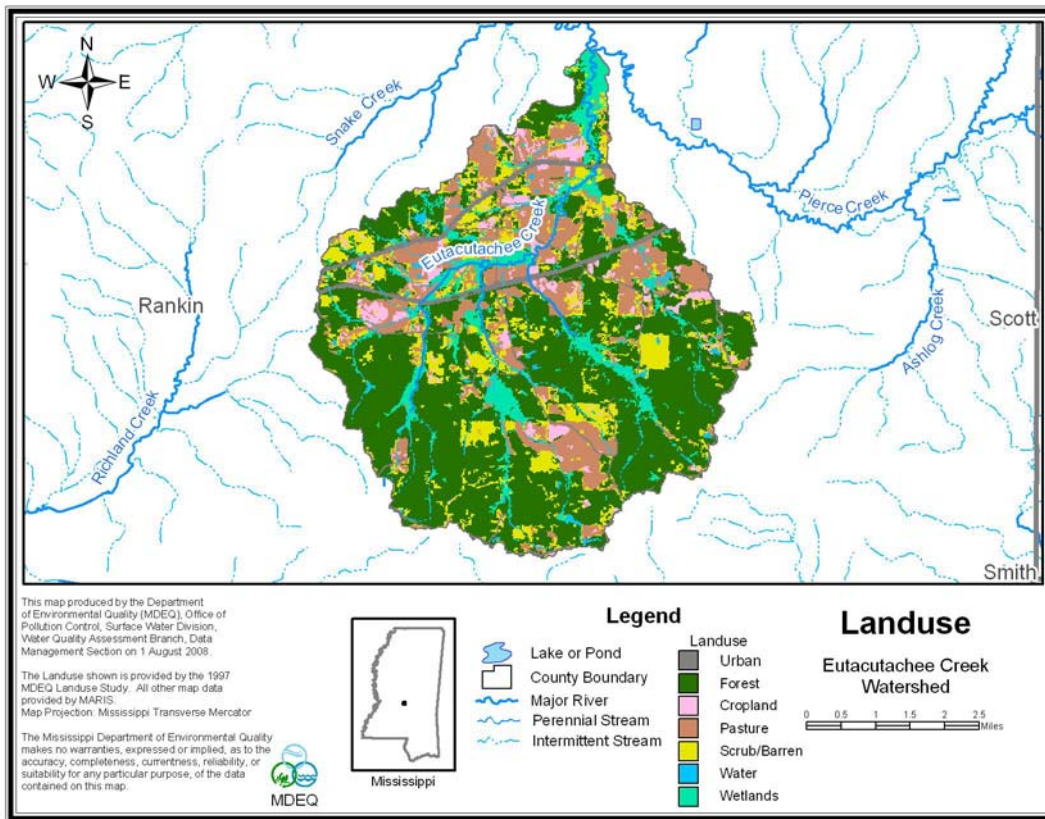 N
W E
S
Snake Creek
Eutacutachee Creek
Pierce Creek
Rankin
Scott
Ashlog Creek
Richland Creek
Smith
This map produced by the Department
of Environmental Quality (MDEQ), Office of
Pollution Control, Surface Water Division,
Water Quality Assessment Branch, Data
Management Section on 1 August 2008.
The Landuse shown is provided by the 1997
MDEQ Landuse Study. All other map data
provided by MARIS.
Map Projection: Mississippi Transverse Mercator
The Mississippi Department of Environmental Quality
makes no warranties, expressed or implied, as to the
accuracy, completeness, currentness, reliability, or
suitability for any particular purpose, of the data
contained on this map.
MDEQ
Mississippi
Legend
Lake or Pond
County Boundary
Major River
Perennial Stream
Intermittent Stream
Landuse
Urban
Forest
Cropland
Pasture
Scrub/Barren
Water
Wetlands
Landuse
Eutacutachee Creek
Watershed
0 0.5 1 1.5 2 2.5
Miles